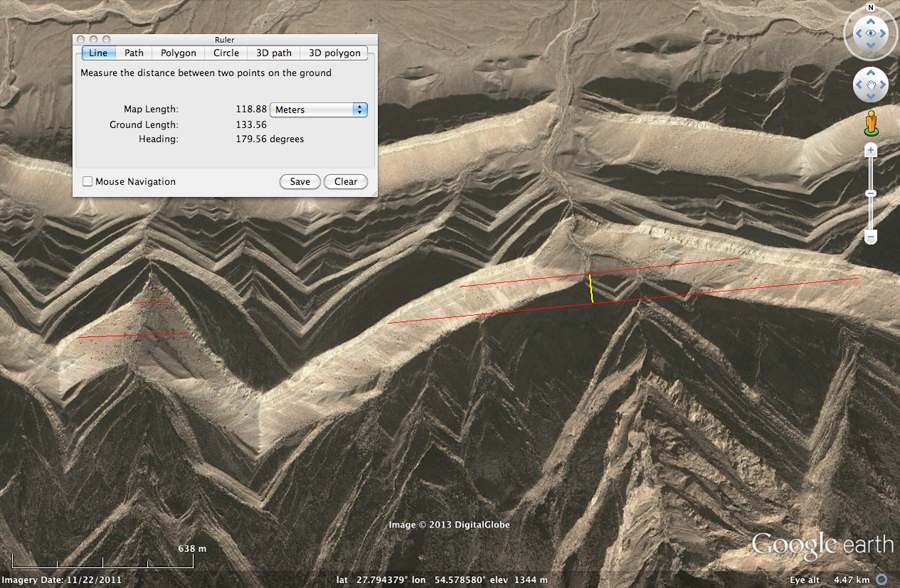 Ruler
Line Path Polygon Circle 3D path 3D polygon
Measure the distance between two points on the ground
Map Length: 118.88 Meters
Ground Length: 133.56
Heading: 179.56 degrees
Mouse Navigation Save Clear
N
Image © 2013 DigitalGlobe
638 m
Google earth
Imagery Date: 11/22/2011 lat 27.794379° lon 54.578580° elev 1344 m Eye alt 4.47 km